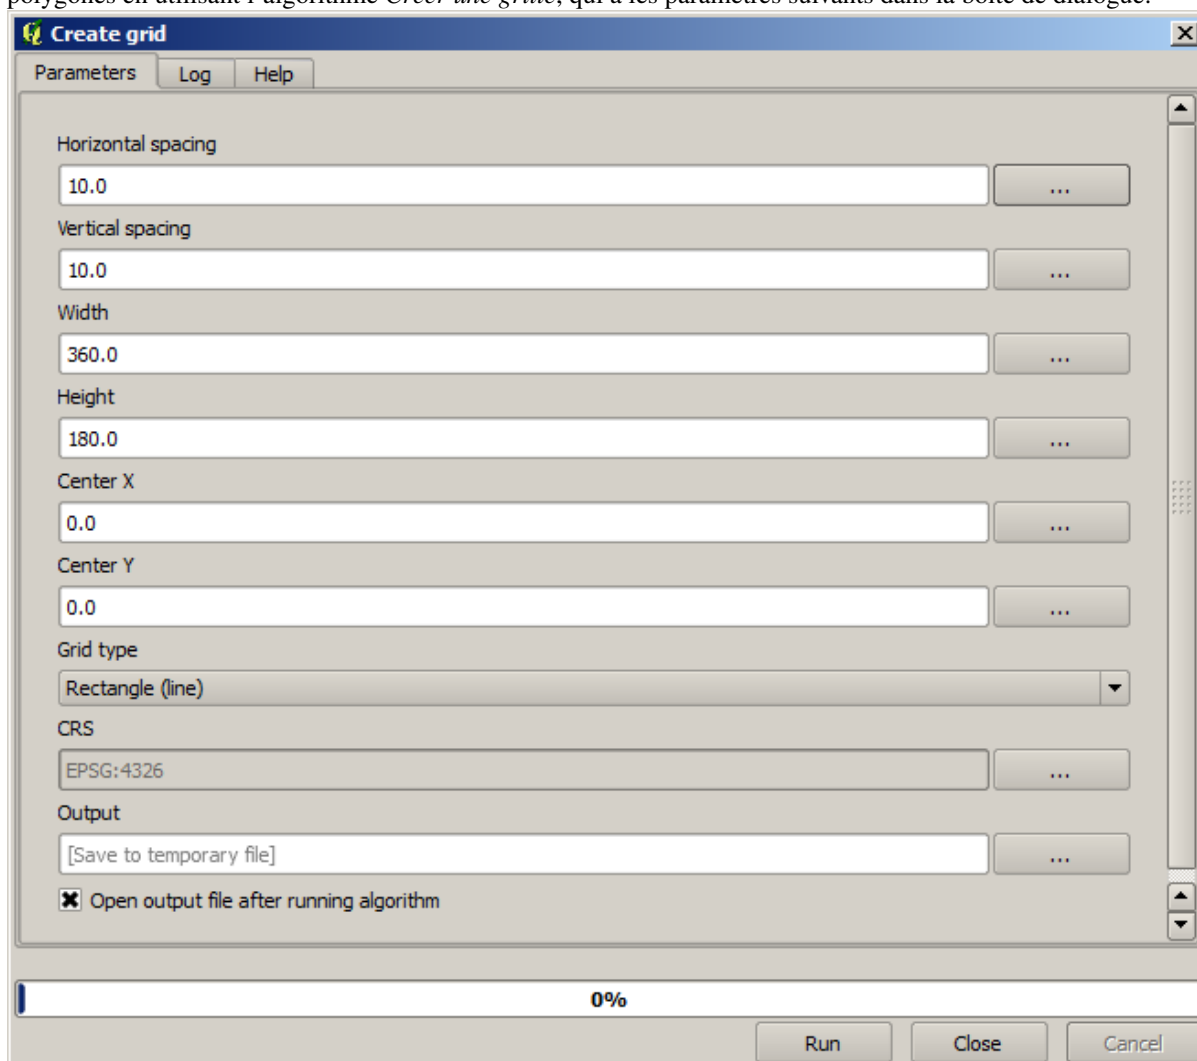 polygones en utilisant l'algorithme Créer une grille, qui a les paramètres suivants dans la boîte de dialogue.
Create grid
Parameters Log Help
Horizontal spacing
10.0 ...
Vertical spacing
10.0 ...
Width
360.0 ...
Height
180.0 ...
Center X
0.0 ...
Center Y
0.0 ...
Grid type
Rectangle (line)
CRS
EPSG:4326 ...
Output
[Save to temporary file] ...
Open output file after running algorithm
0%
Run Close Cancel